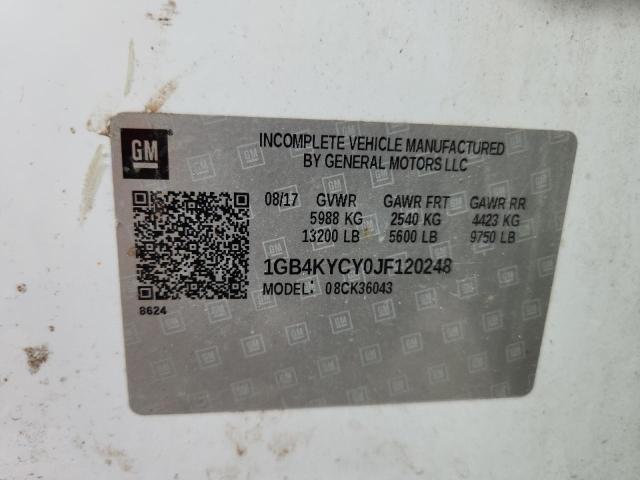 GM
INCOMPLETE VEHICLE MANUFACTURED
BY GENERAL MOTORS LLC
08/17 GVWR GAWR FRT GAWR RR
5988 KG 2540 KG 4423 KG
13200 LB 5600 LB 9750 LB
1GB4KYCY0JF120248
MODEL: 08CK36043
8624